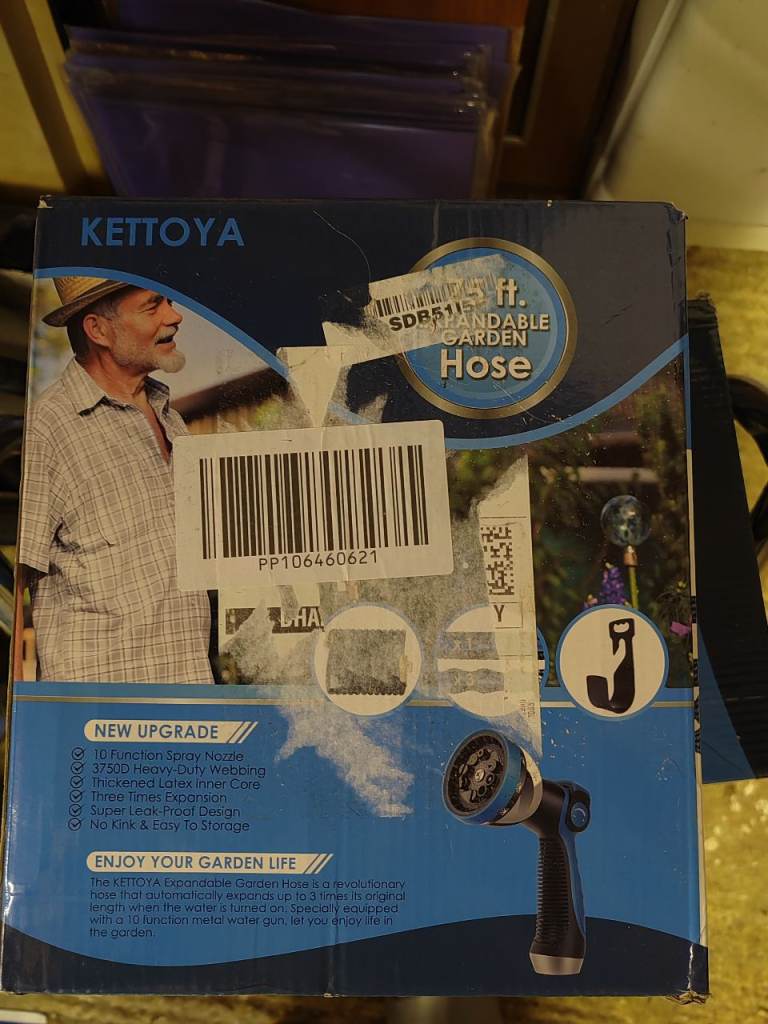 KETTOYA
ft.
SDB51
PANDABLE
GARDEN
Hose
PP106460621
Y
NEW UPGRADE
10 Function Spray Nozzle
3750D Heavy-Duty Webbing
Thickened Latex Inner Core
Three Times Expansion
Super Leak-Proof Design
No Kink & Easy To Storage
ENJOY YOUR GARDEN LIFE
The KETTOYA Expandable Garden Hose is a revolutionary
hose that automatically expands up to 3 times its original
length when the water is turned on. Specially equipped
with a 10 function metal water gun, let you enjoy life in
the garden.